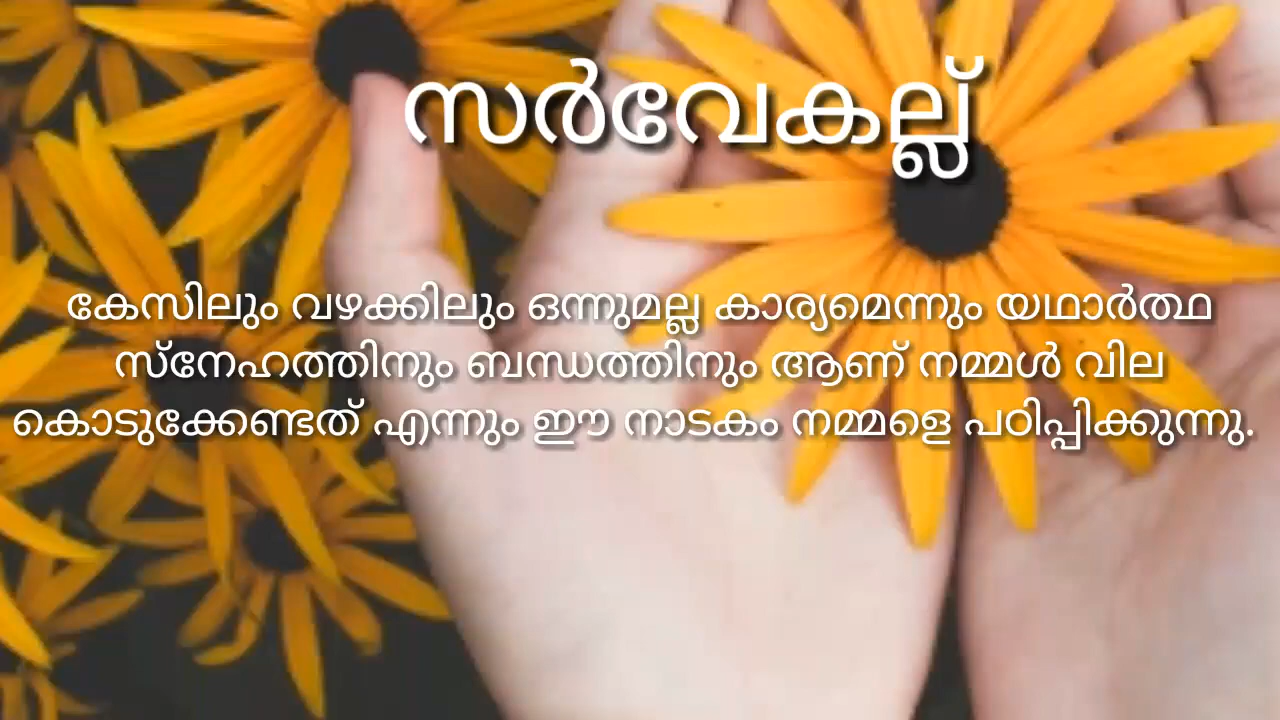 സർവേകല്ല്
കേസിലും വഴക്കിലും ഒന്നുമല്ല കാര്യമെന്നും യഥാർത്ഥ
സ്നേഹത്തിനും ബന്ധത്തിനും ആണ് നമ്മൾ വില
കൊടുക്കേണ്ടത് എന്നും ഈ നാടകം നമ്മളെ പഠിപ്പിക്കുന്നു.